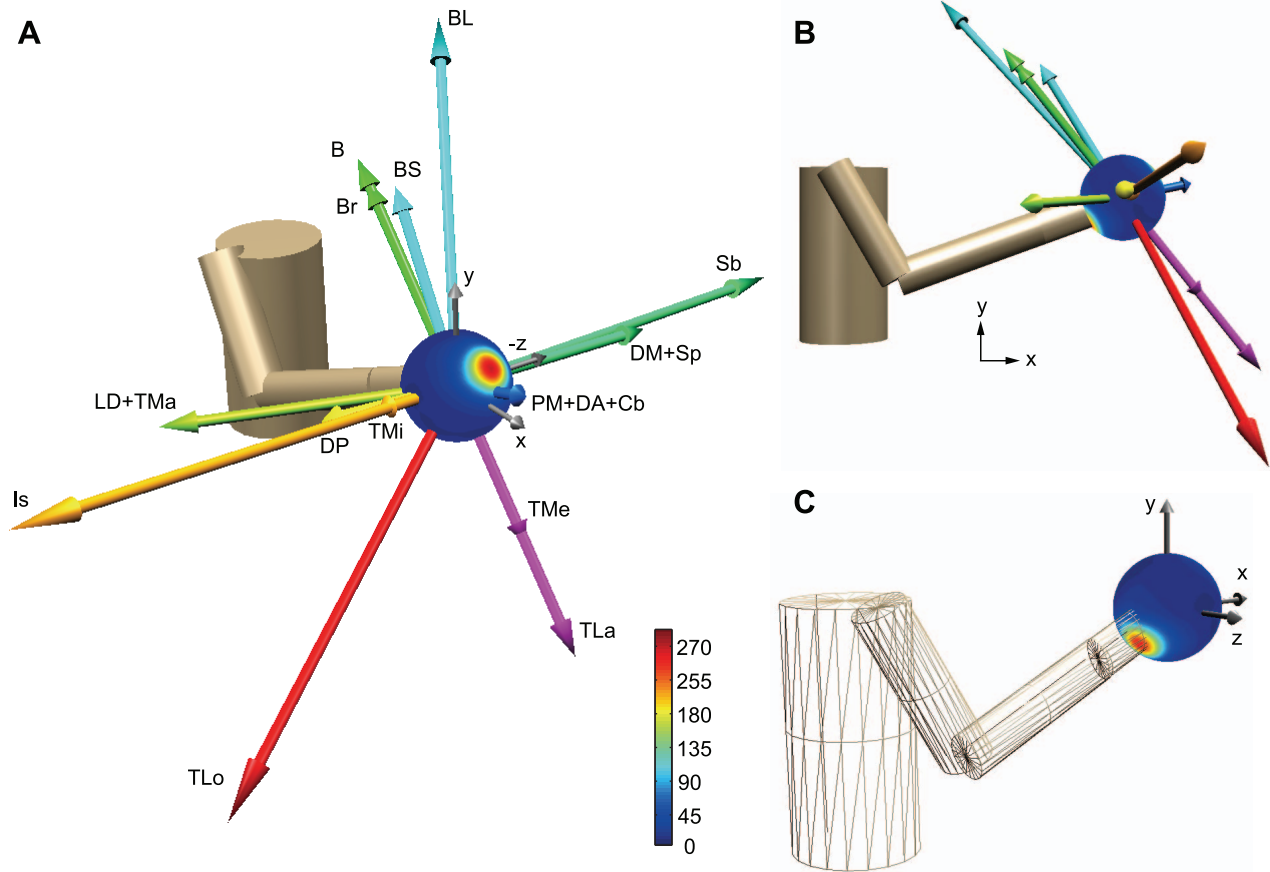 A
BL
B
BS
Br
y
Sb
-z
DM+Sp
LD+TMa
PM+DA+Cb
TMi
DP
x
Is
TMe
TLa
TLo
270
255
180
135
90
45
0
B
y
x
C
y
x
z